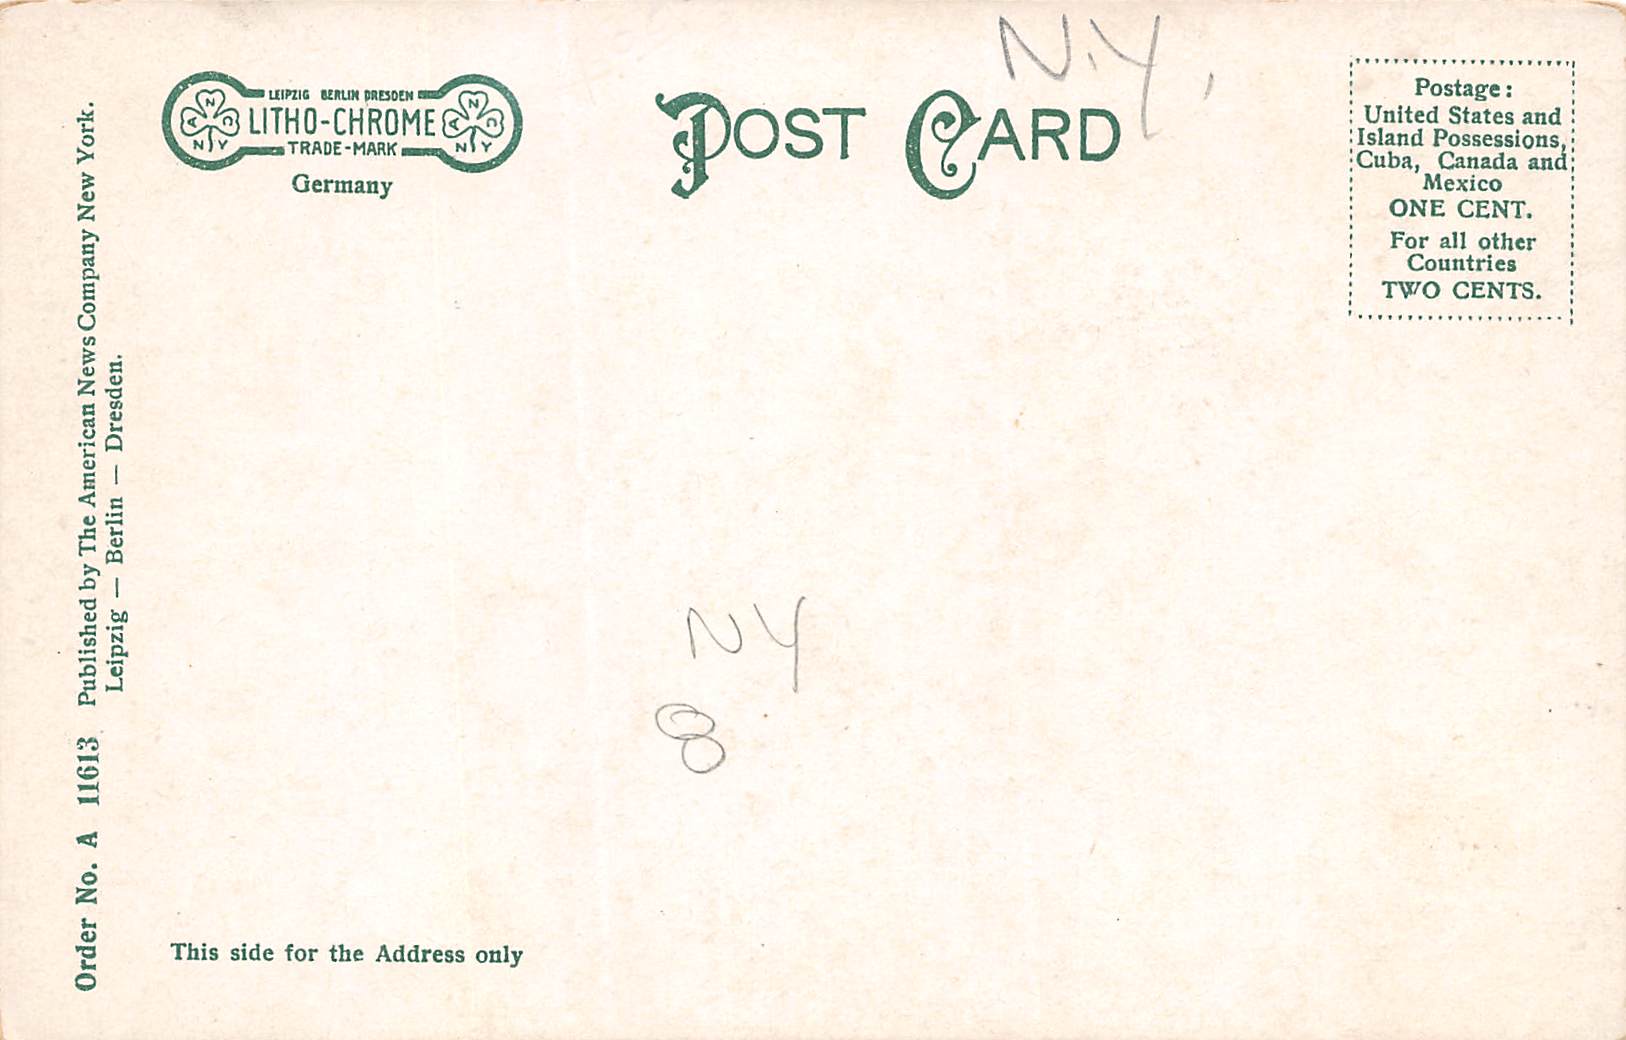 N.Y.
LEIPZIG BERLIN DRESDEN
LITHO-CHROME
TRADE-MARK
A N C
N Y
A N C
N Y
Germany
POST CARD
Postage:
United States and
Island Possessions,
Cuba, Canada and
Mexico
ONE CENT.
For all other
Countries
TWO CENTS.
Order No. A 11613 Published by The American News Company New York.
Leipzig — Berlin — Dresden.
NY
8
This side for the Address only